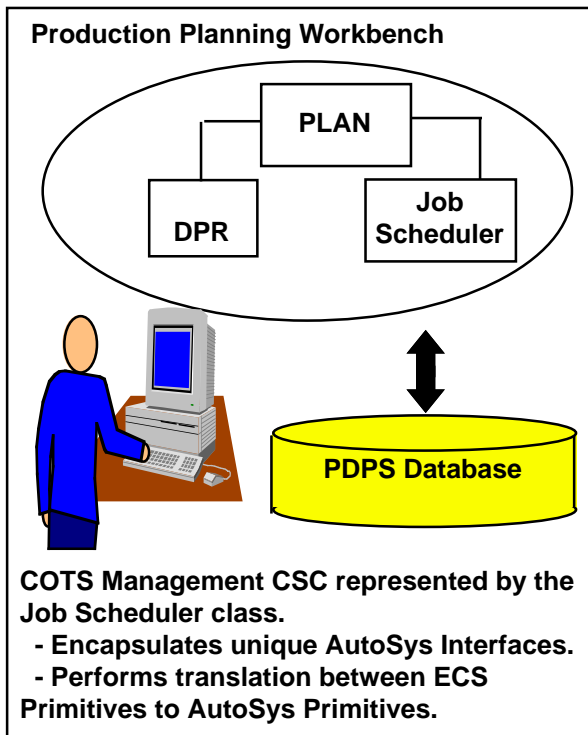 Production Planning Workbench
PLAN
DPR
Job
Scheduler
PDPS Database
COTS Management CSC represented by the
Job Scheduler class.
- Encapsulates unique AutoSys Interfaces.
- Performs translation between ECS
Primitives to AutoSys Primitives.